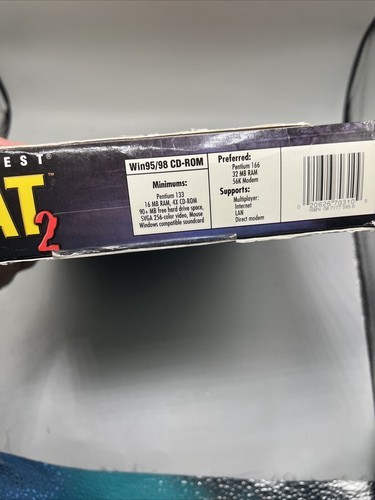 EST®
AT™
2
Win95/98 CD-ROM
Minimums:
Pentium 133
16 MB RAM, 4X CD-ROM
90+ MB free hard drive space,
SVGA 256-color video, Mouse
Windows compatible soundcard
Preferred:
Pentium 166
32 MB RAM
56K Modem
Supports:
Multiplayer:
Internet
LAN
Direct modem